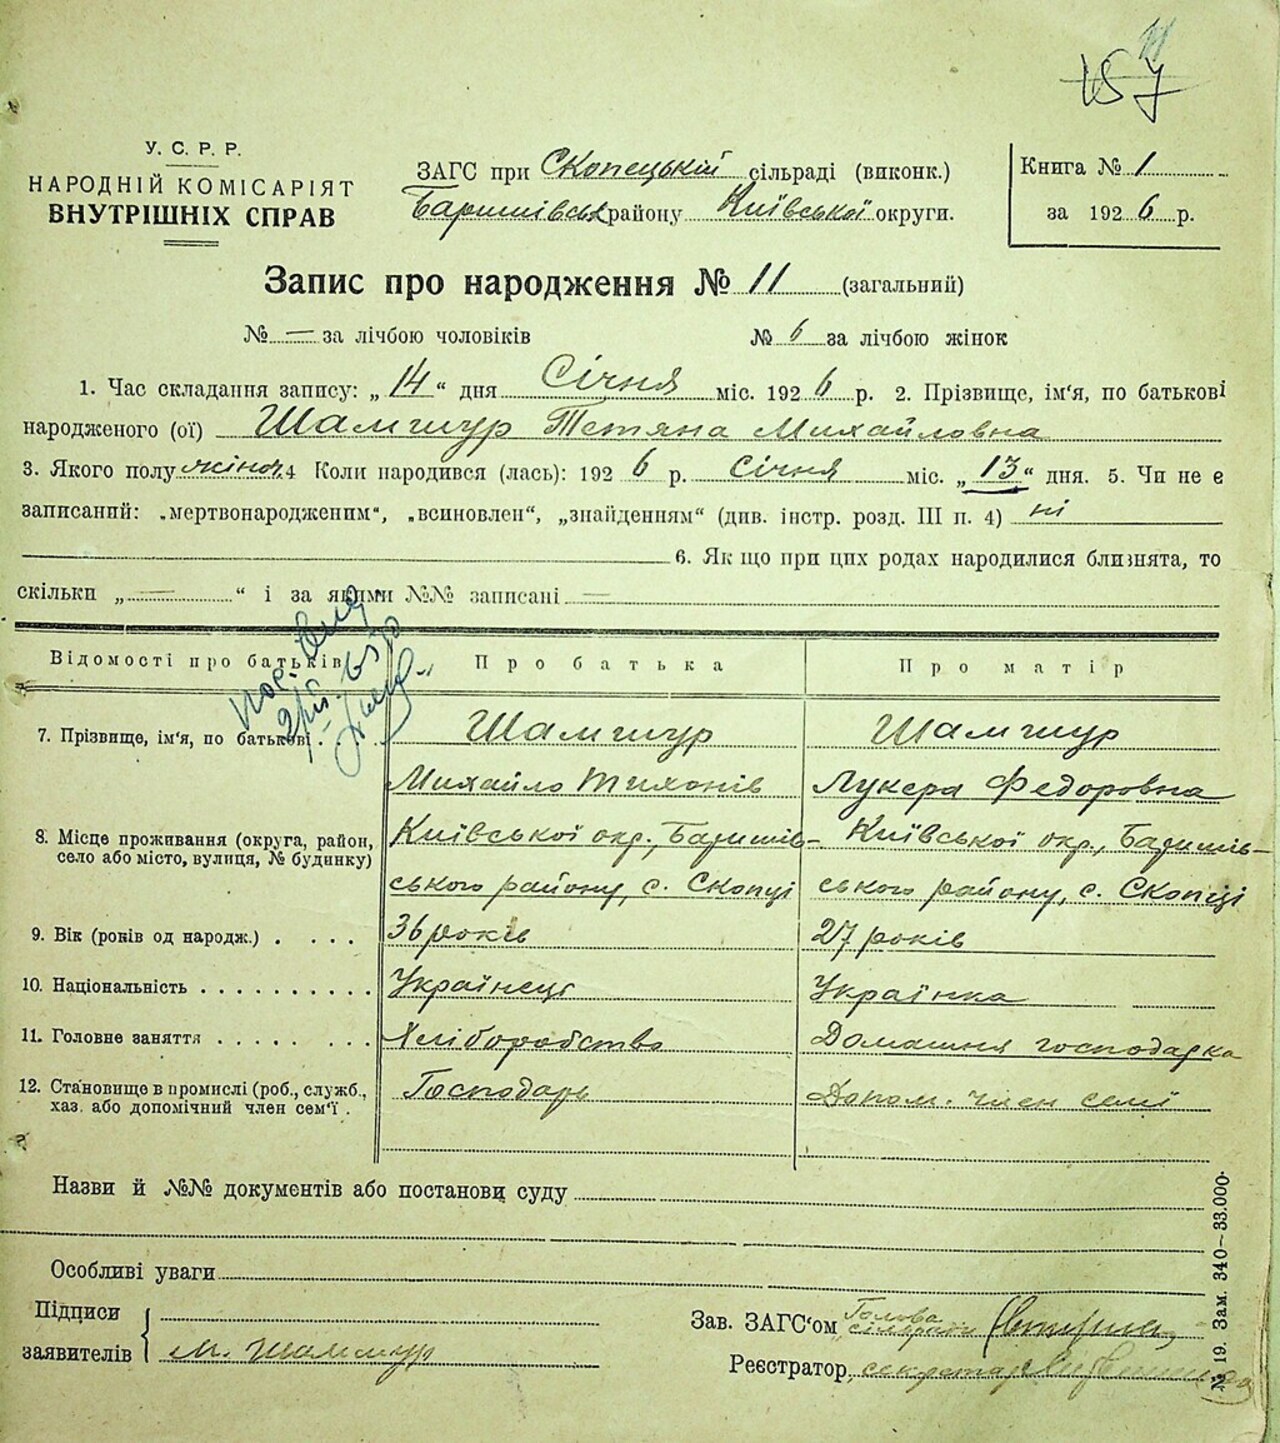 157
У. С. Р. Р.
НАРОДНІЙ КОМІСАРІЯТ
ВНУТРІШНІХ СПРАВ
ЗАГС при Скопецькій сільраді (виконк.)
Баришівськ району Київської округи.
Книга № 1
за 1926 р.
Запис про народження № 11 (загальний)
№ — за лічбою чоловіків № 6 за лічбою жінок
1. Час складання запису: „14“ дня Січня міс. 1926 р. 2. Прізвище, ім'я, по батькові
народженого (ої) Шамшур Тетяна Михайловна
3. Якого полу жіноч. 4 Коли народився (лась): 1926 р. Січня міс. „13“ дня. 5. Чи не є
записаний: „мертвонародженим“, „всиновлен“, „знайденням“ (див. інстр. розд. III п. 4) ні
6. Як що при цих родах народилися близнята, то
скільки „ — “ і за якими №№ записані —
Відомості про батьків Про батька Про матір
7. Прізвище, ім'я, по батькові . . . Шамшур Шамшур
Михайло Тихонів Лукера Федоровна
8. Місце проживання (округа, район, село або місто, вулиця, № будинку) Київської окр., Баришів- Київської окр., Баришів-
ського району, с. Скопці ського району, с. Скопці
9. Вік (років од народж.) . . . . 36 років 27 років
10. Національність . . . . . . . . . . Українець Українка
11. Головне заняття . . . . . . . . Хліборобство Домашня господарка
12. Становище в промислі (роб., служб., хаз. або допомічний член сем'ї . Господарь Допом. член семї
Назви й №№ документів або постанови суду
Особливі уваги
Підписи
заявителів М. Шамшур
Зав. ЗАГС'ом Голова
сільради
Реєстратор, секретар
№ 19. Зам. 340—33.000.